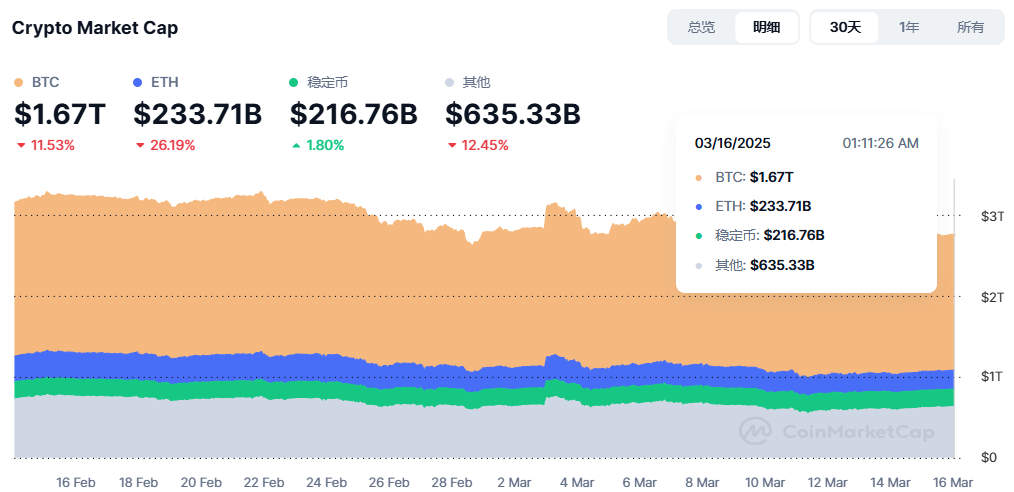 Crypto Market Cap
总览 明细 30天 1年 所有
BTC ETH 稳定币 其他
$1.67T $233.71B $216.76B $635.33B
11.53% 26.19% 1.80% 12.45%
03/16/2025 01:11:26 AM
BTC: $1.67T
ETH: $233.71B
稳定币: $216.76B
其他: $635.33B
$3T
$2T
$1T
$0
CoinMarketCap
16 Feb 18 Feb 20 Feb 22 Feb 24 Feb 26 Feb 28 Feb 2 Mar 4 Mar 6 Mar 8 Mar 10 Mar 12 Mar 14 Mar 16 Mar